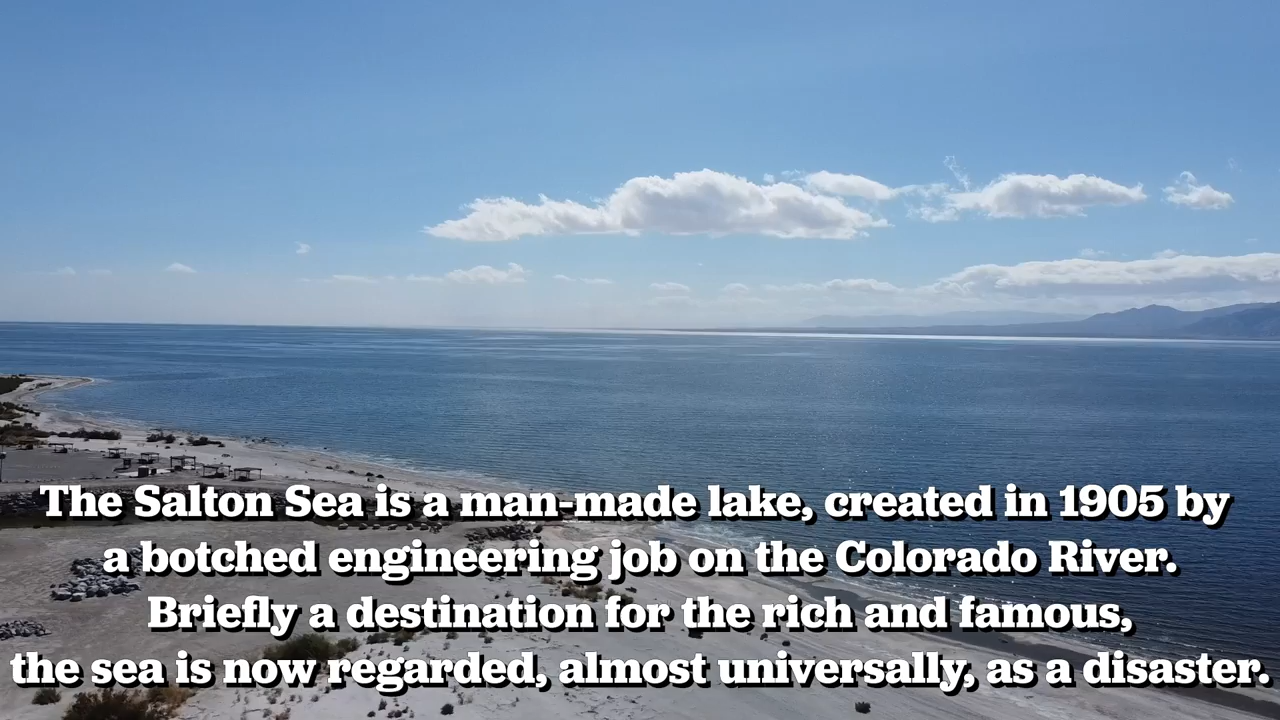 The Salton Sea is a man-made lake, created in 1905 by
a botched engineering job on the Colorado River.
Briefly a destination for the rich and famous,
the sea is now regarded, almost universally, as a disaster.